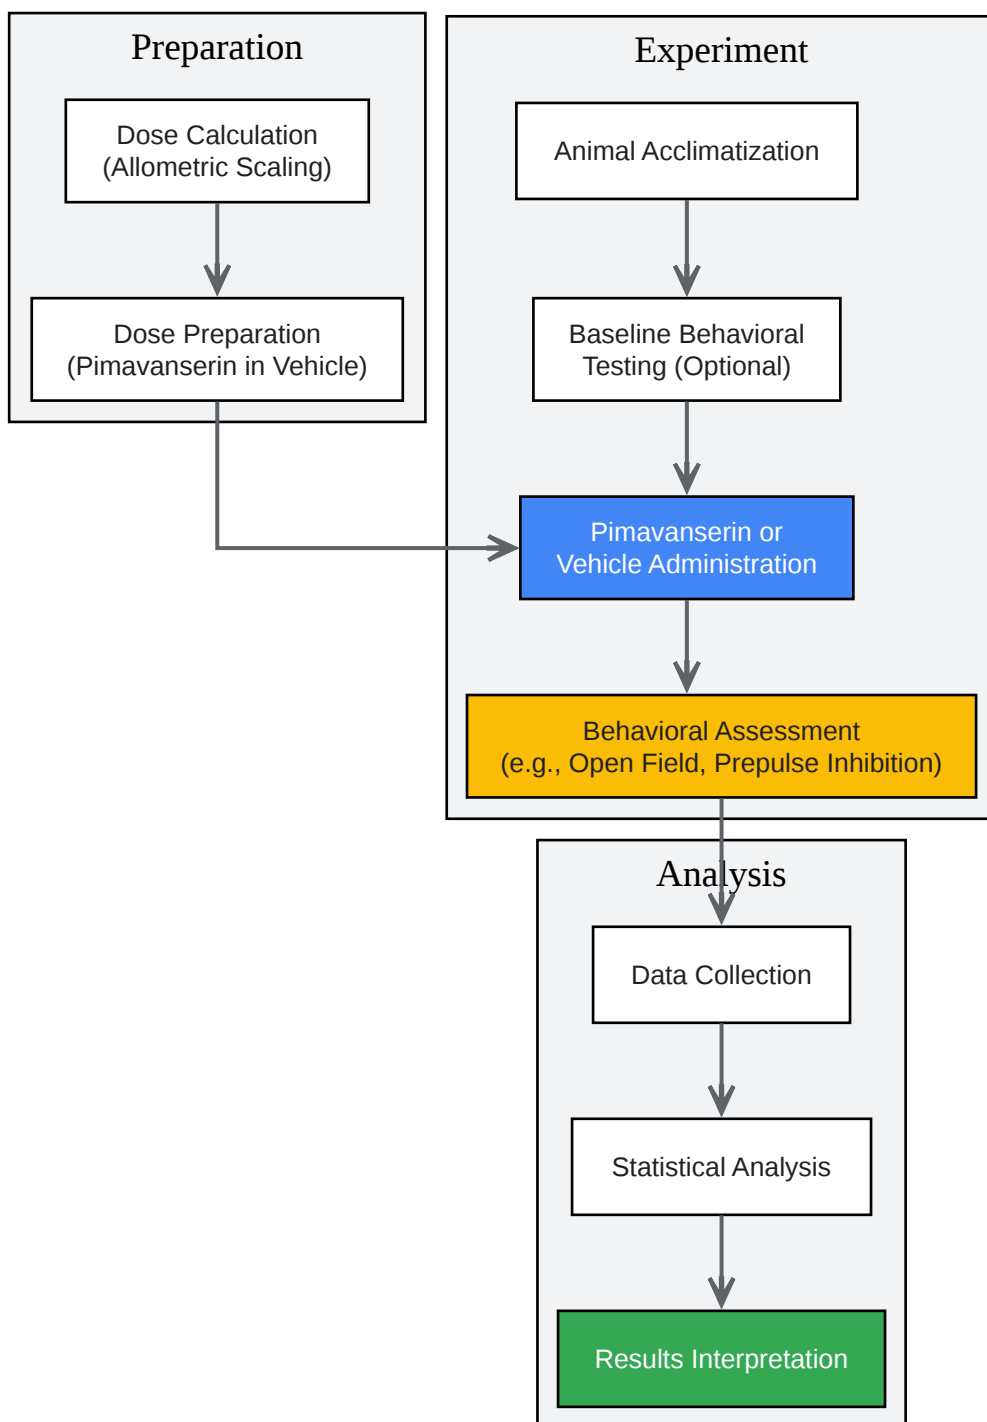 Preparation
Dose Calculation
(Allometric Scaling)
Dose Preparation
(Pimavanserin in Vehicle)
Experiment
Animal Acclimatization
Baseline Behavioral
Testing (Optional)
Pimavanserin or
Vehicle Administration
Behavioral Assessment
(e.g., Open Field, Prepulse Inhibition)
Analysis
Data Collection
Statistical Analysis
Results Interpretation